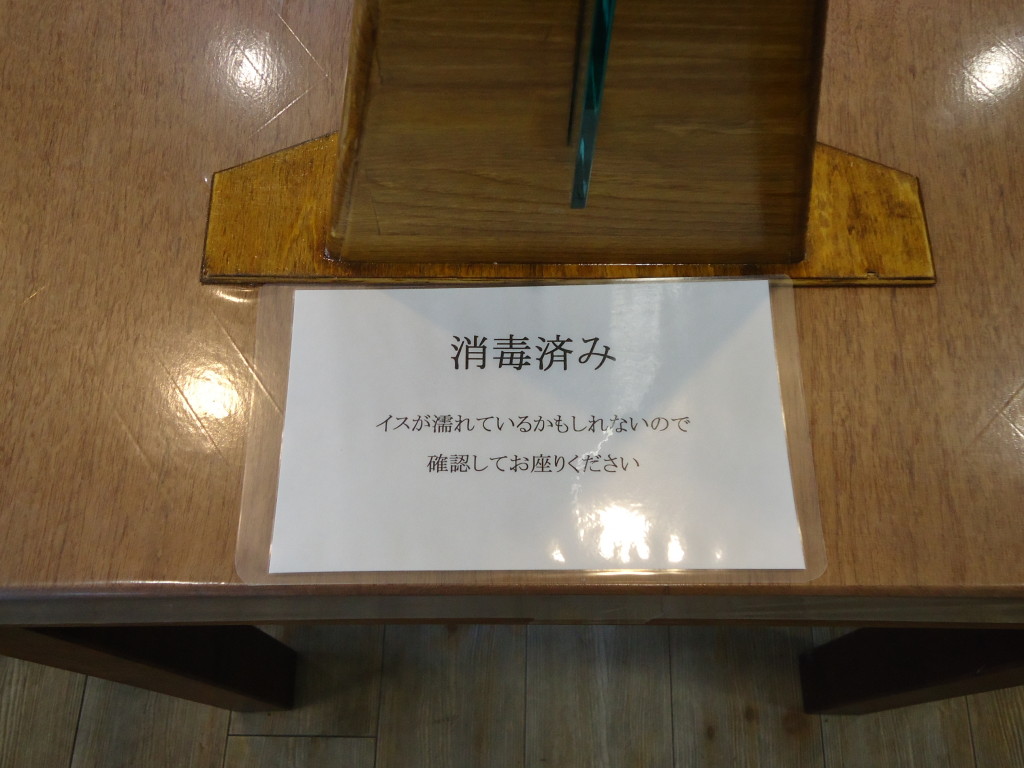 消毒済み
イスが濡れているかもしれないので
確認してお座りください